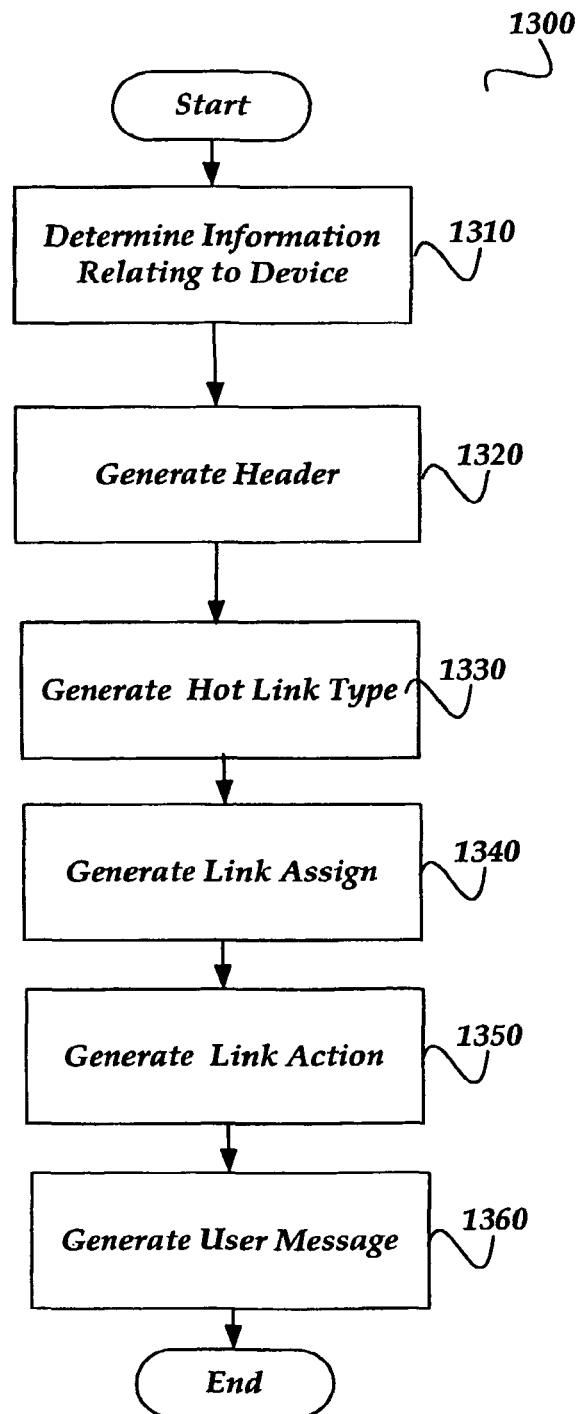 1300
Start
Determine Information
Relating to Device
1310
Generate Header
1320
Generate Hot Link Type
1330
Generate Link Assign
1340
Generate Link Action
1350
Generate User Message
1360
End